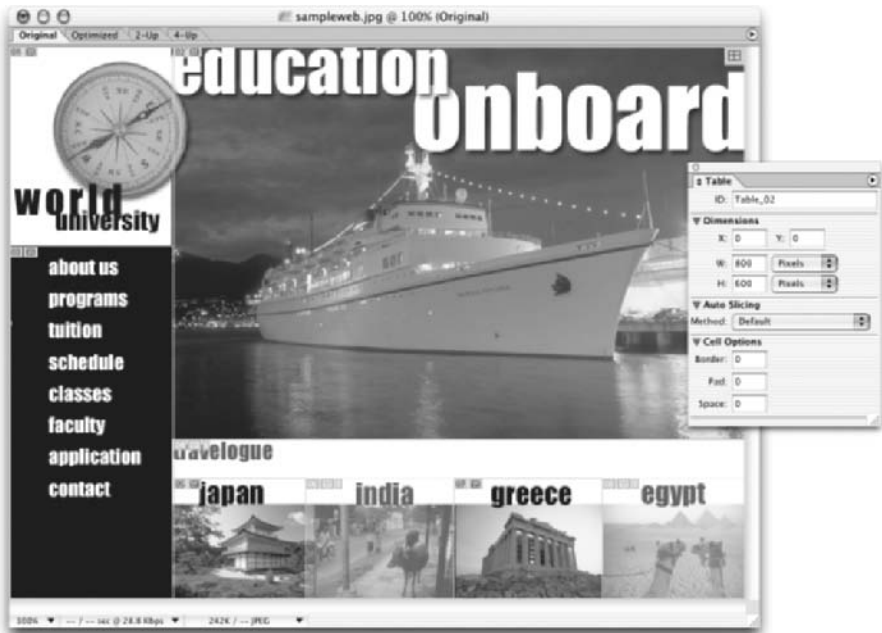 sampleweb.jpg @ 100% (Original)
Original Optimized 2-Up 4-Up
education
onboard
world
university
about us
programs
tuition
schedule
classes
faculty
application
contact
travelogue
japan india greece egypt
Table
ID: Table_02
Dimensions
X: 0 Y: 0
W: 800 Pixels
H: 600 Pixels
Auto Slicing
Method: Default
Cell Options
Border: 0
Pad: 0
Space: 0
100% -- / -- sec @ 28.8 Kbps 242K / -- JPEG